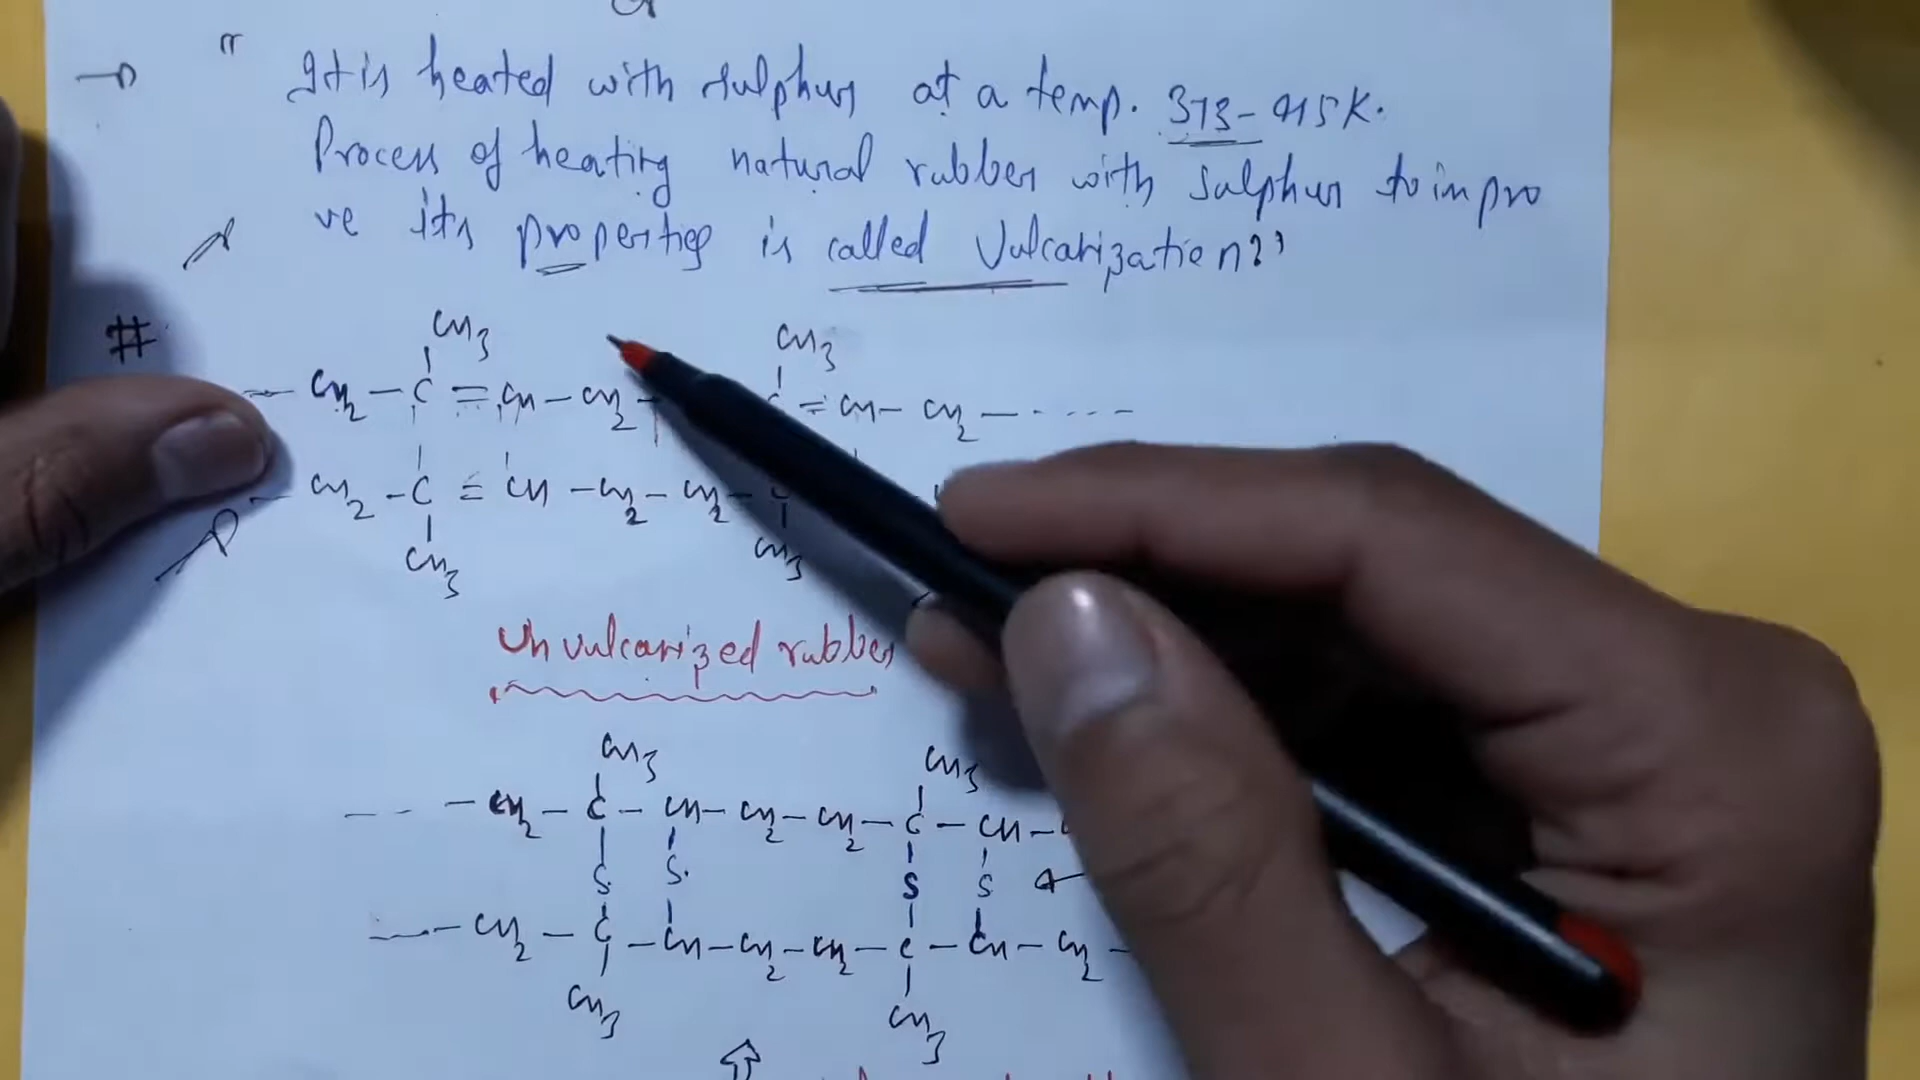 "It is heated with sulphur at a temp. 373-415K.
Process of heating natural rubber with sulphur to impro
ve its properties is called Vulcanization"
#
CH3 CH3
-- CH2 - C = CH - CH2 - C = CH - CH2 - ----
- CH2 - C = CH - CH2 - CH2 - C
CH3 CH3
Un vulcanized rubber
CH3 CH3
-- - CH2 - C - CH - CH2 - CH2 - C - CH -
S S S S
-- - CH2 - C - CH - CH2 - CH2 - C - CH - CH2 -
CH3 CH3